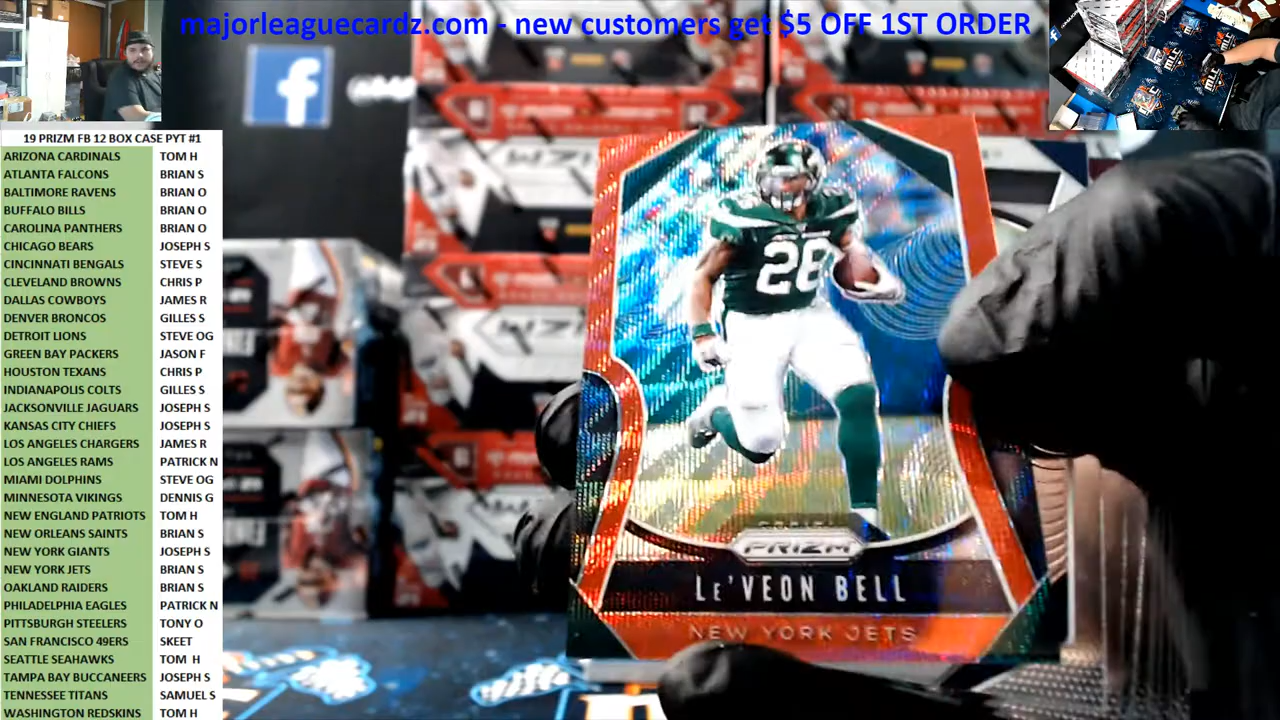 majorleaguecardz.com - new customers get $5 OFF 1ST ORDER
19 PRIZM FB 12 BOX CASE PYT #1
ARIZONA CARDINALS TOM H
ATLANTA FALCONS BRIAN S
BALTIMORE RAVENS BRIAN O
BUFFALO BILLS BRIAN O
CAROLINA PANTHERS BRIAN O
CHICAGO BEARS JOSEPH S
CINCINNATI BENGALS STEVE S
CLEVELAND BROWNS CHRIS P
DALLAS COWBOYS JAMES R
DENVER BRONCOS GILLES S
DETROIT LIONS STEVE OG
GREEN BAY PACKERS JASON F
HOUSTON TEXANS CHRIS P
INDIANAPOLIS COLTS GILLES S
JACKSONVILLE JAGUARS JOSEPH S
KANSAS CITY CHIEFS JOSEPH S
LOS ANGELES CHARGERS JAMES R
LOS ANGELES RAMS PATRICK N
MIAMI DOLPHINS STEVE OG
MINNESOTA VIKINGS DENNIS G
NEW ENGLAND PATRIOTS TOM H
NEW ORLEANS SAINTS BRIAN S
NEW YORK GIANTS JOSEPH S
NEW YORK JETS BRIAN S
OAKLAND RAIDERS BRIAN S
PHILADELPHIA EAGLES PATRICK N
PITTSBURGH STEELERS TONY O
SAN FRANCISCO 49ERS SKEET
SEATTLE SEAHAWKS TOM H
TAMPA BAY BUCCANEERS JOSEPH S
TENNESSEE TITANS SAMUEL S
WASHINGTON REDSKINS TOM H
26
PRIZM
LE'VEON BELL
NEW YORK JETS
MLC